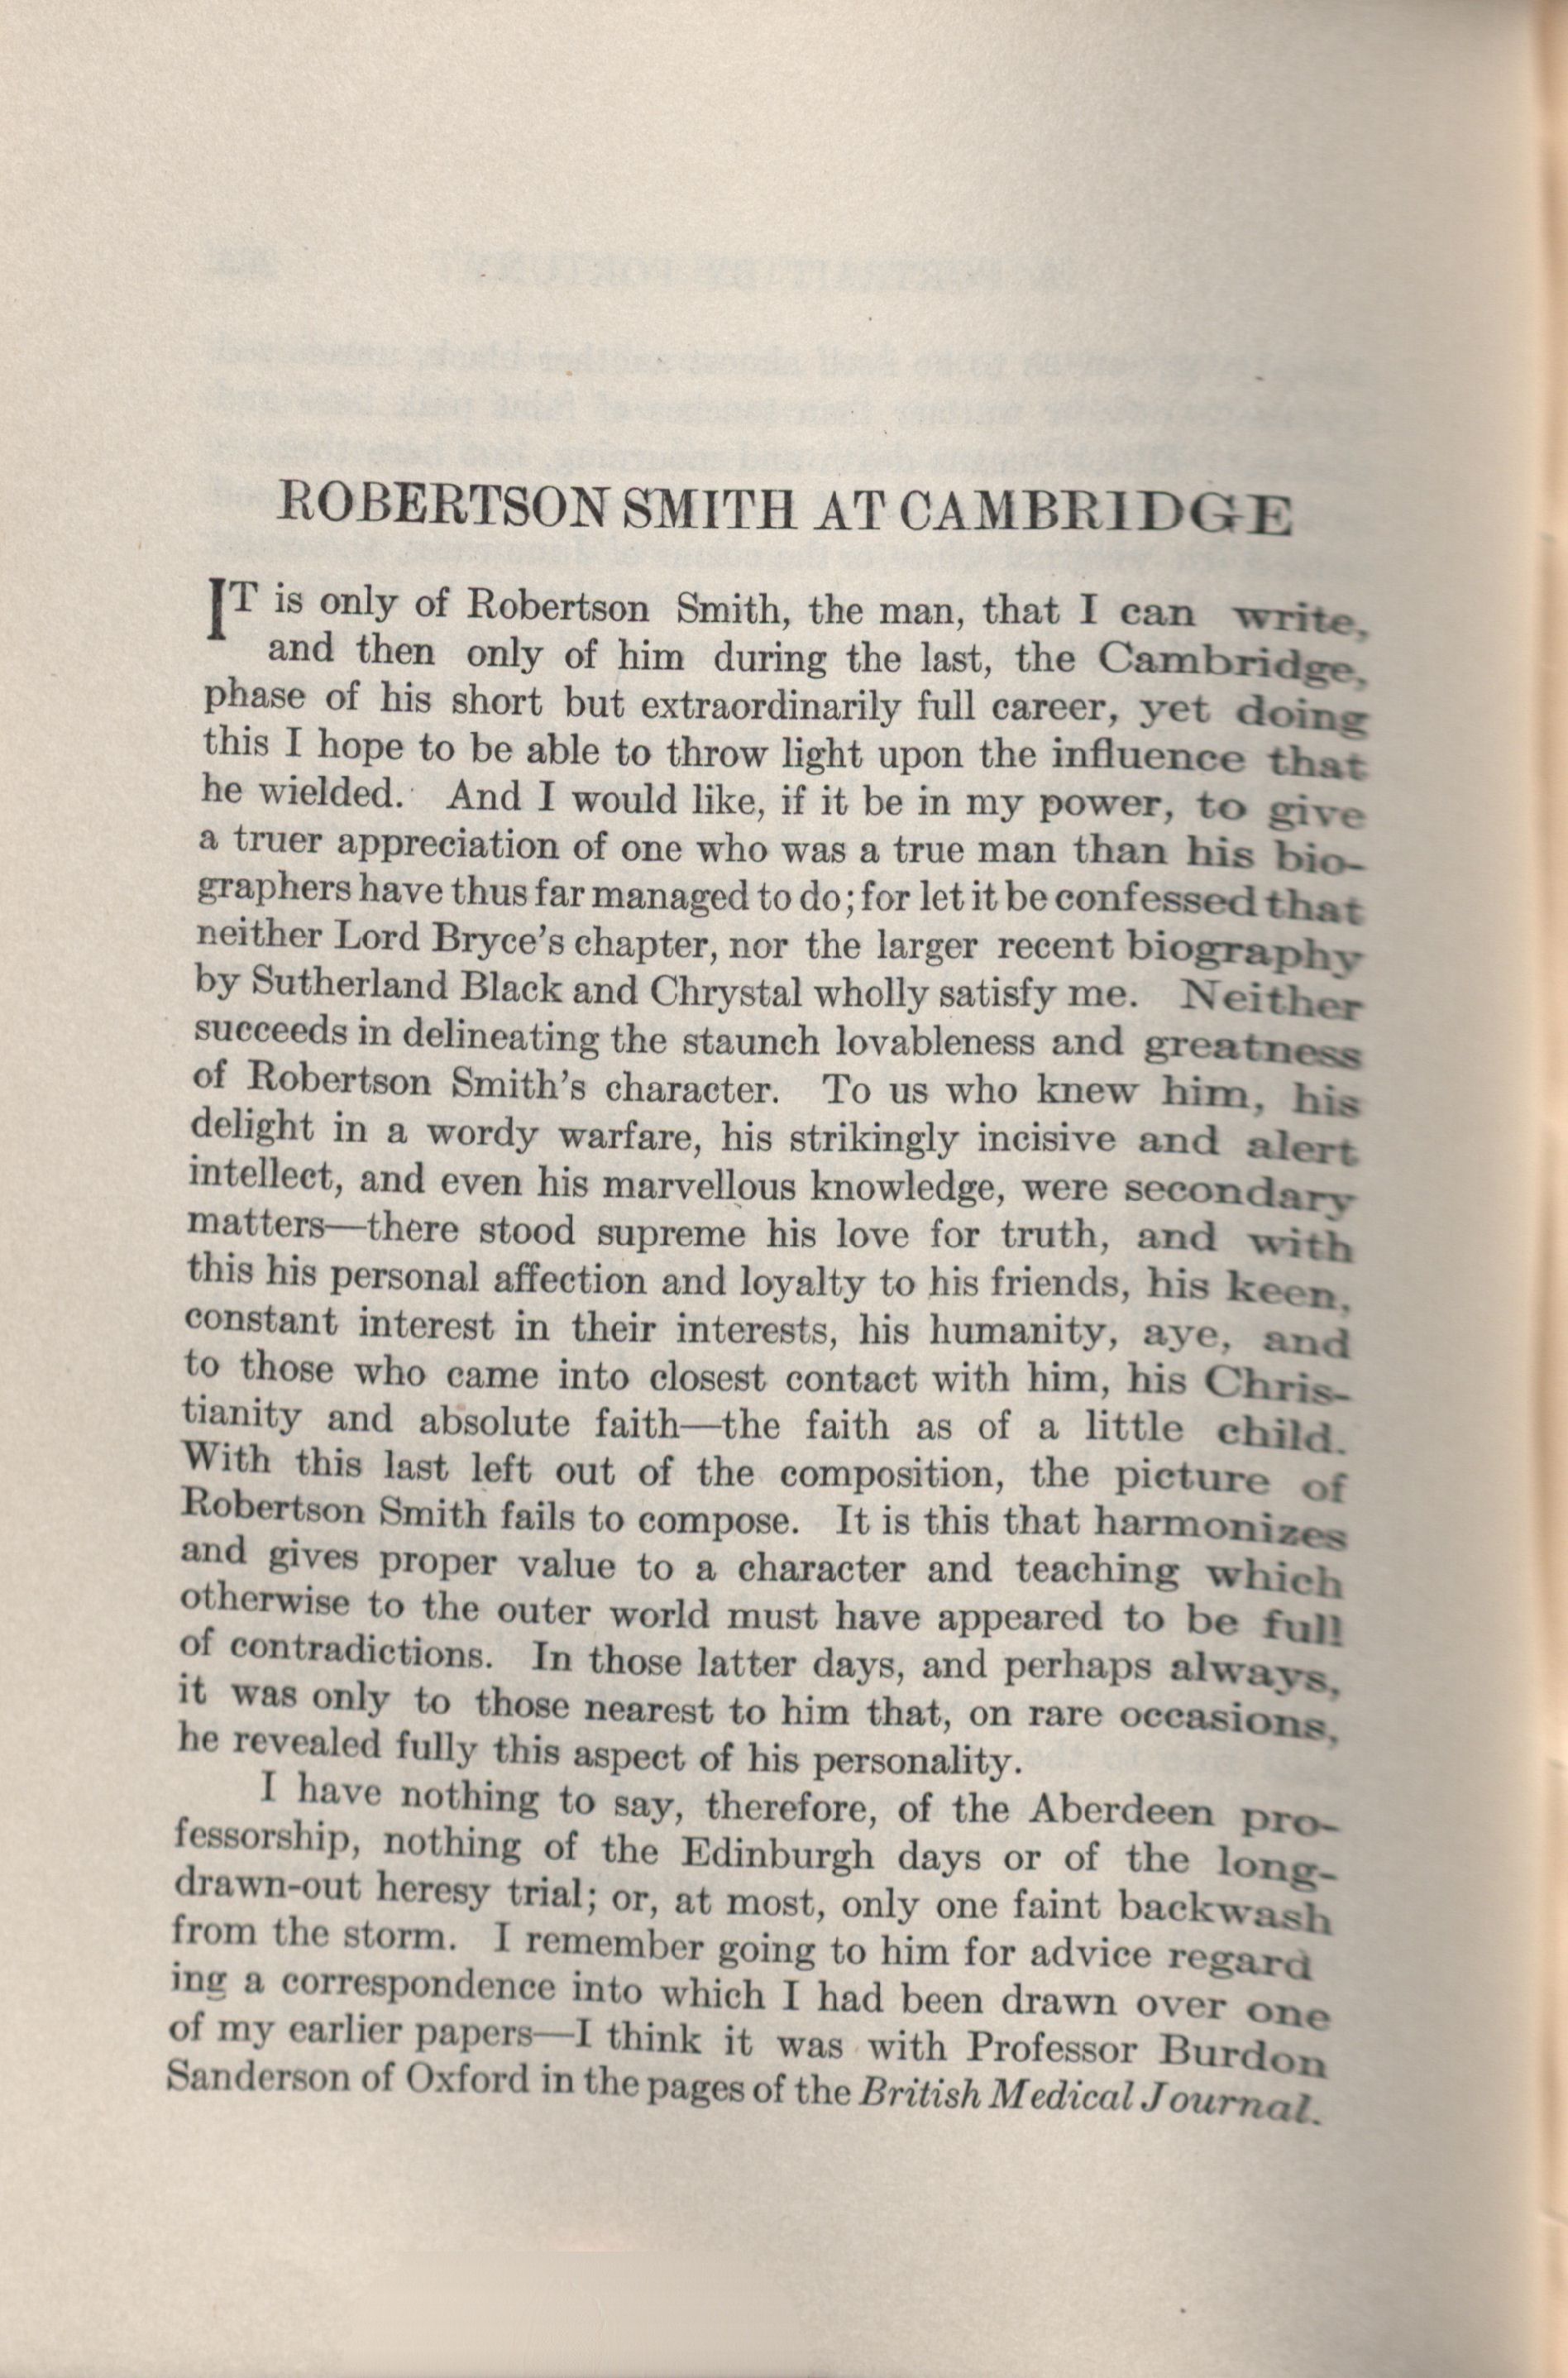 ROBERTSON SMITH AT CAMBRIDGE
IT is only of Robertson Smith, the man, that I can write,
and then only of him during the last, the Cambridge,
phase of his short but extraordinarily full career, yet doing
this I hope to be able to throw light upon the influence that
he wielded. And I would like, if it be in my power, to give
a truer appreciation of one who was a true man than his bio-
graphers have thus far managed to do; for let it be confessed that
neither Lord Bryce's chapter, nor the larger recent biography
by Sutherland Black and Chrystal wholly satisfy me. Neither
succeeds in delineating the staunch lovableness and greatness
of Robertson Smith's character. To us who knew him, his
delight in a wordy warfare, his strikingly incisive and alert
intellect, and even his marvellous knowledge, were secondary
matters—there stood supreme his love for truth, and with
this his personal affection and loyalty to his friends, his keen,
constant interest in their interests, his humanity, aye, and
to those who came into closest contact with him, his Chris-
tianity and absolute faith—the faith as of a little child.
With this last left out of the composition, the picture of
Robertson Smith fails to compose. It is this that harmonizes
and gives proper value to a character and teaching which
otherwise to the outer world must have appeared to be full
of contradictions. In those latter days, and perhaps always,
it was only to those nearest to him that, on rare occasions,
he revealed fully this aspect of his personality.
I have nothing to say, therefore, of the Aberdeen pro-
fessorship, nothing of the Edinburgh days or of the long-
drawn-out heresy trial; or, at most, only one faint backwash
from the storm. I remember going to him for advice regard
ing a correspondence into which I had been drawn over one
of my earlier papers—I think it was with Professor Burdon
Sanderson of Oxford in the pages of the British Medical Journal.